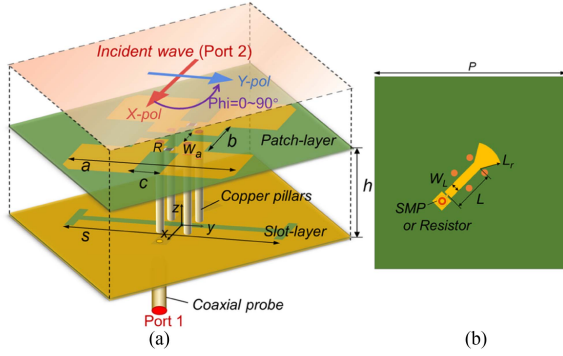 Incident wave (Port 2)
Y-pol
X-pol
Phi=0~90°
R
Wa
b
Patch-layer
a
c
Copper pillars
h
z
y
x
s
Slot-layer
Coaxial probe
Port 1
(a)
P
Lr
WL
L
SMP
or Resistor
(b)